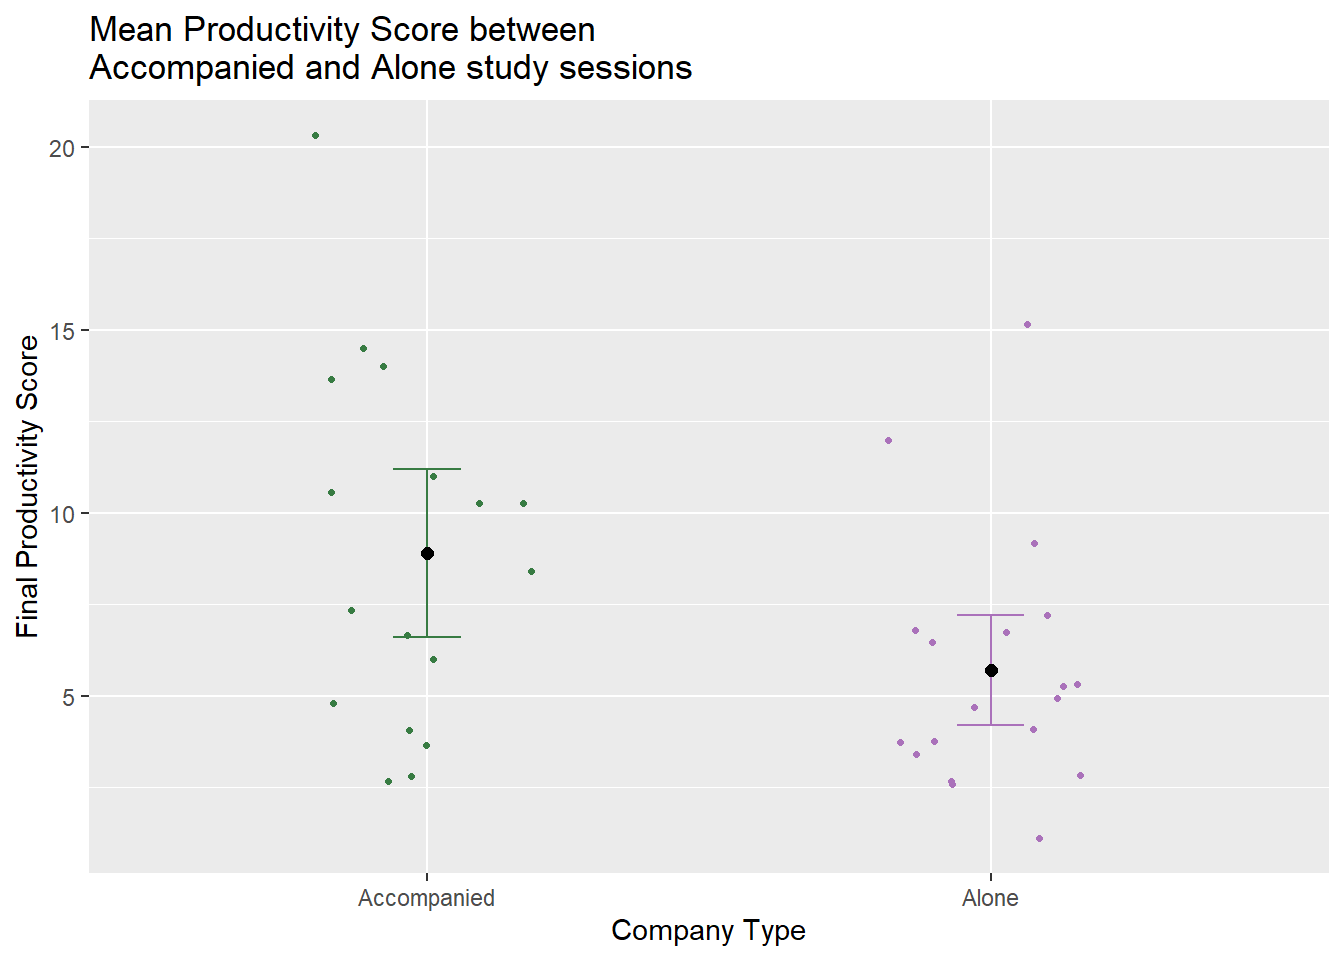 Mean Productivity Score between
Accompanied and Alone study sessions
Final Productivity Score
20
15
10
5
Accompanied
Alone
Company Type